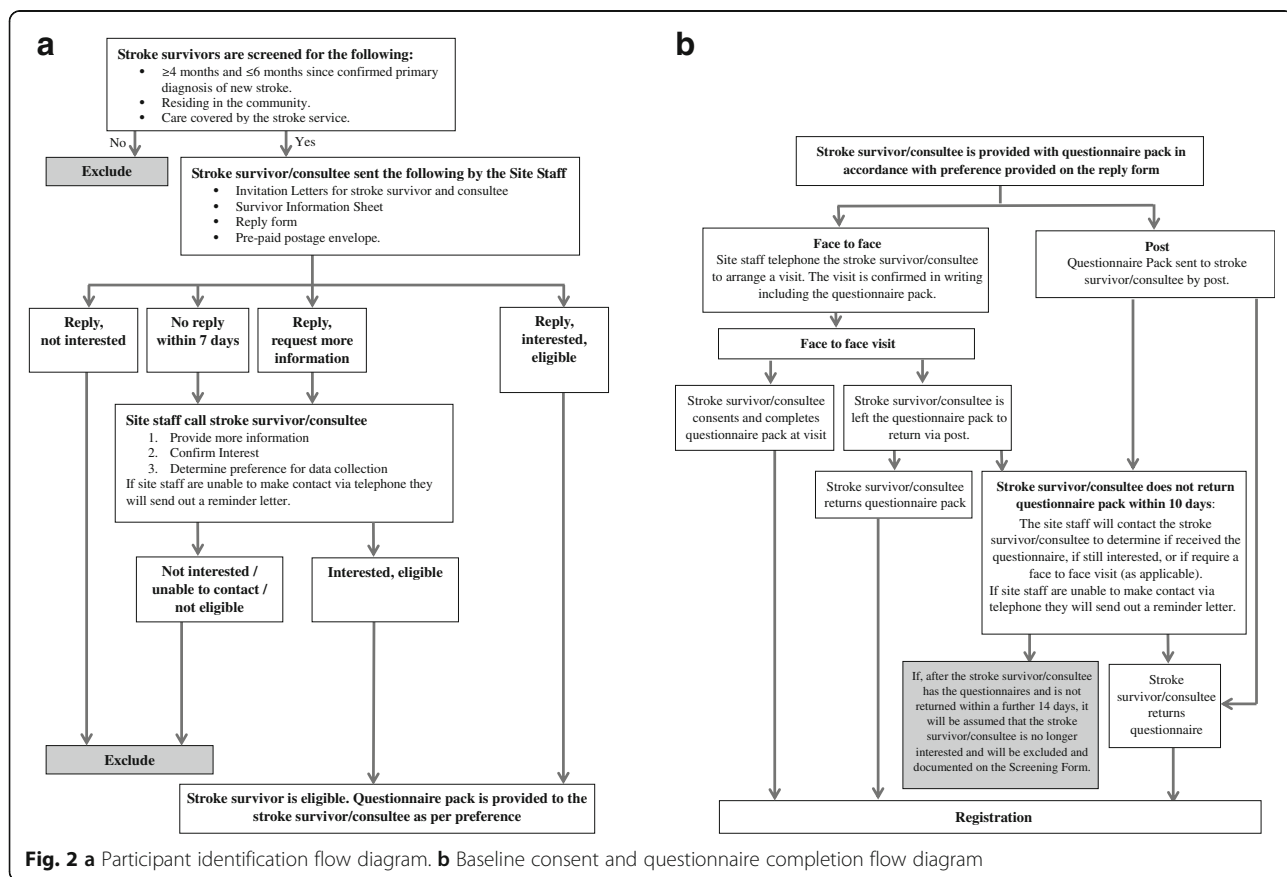 a
Stroke survivors are screened for the following:
• ≥4 months and ≤6 months since confirmed primary
diagnosis of new stroke.
• Residing in the community.
• Care covered by the stroke service.
No
Yes
Exclude
Stroke survivor/consultee sent the following by the Site Staff
• Invitation Letters for stroke survivor and consultee
• Survivor Information Sheet
• Reply form
• Pre-paid postage envelope.
Reply,
not interested
No reply
within 7 days
Reply,
request more
information
Reply,
interested,
eligible
Site staff call stroke survivor/consultee
1. Provide more information
2. Confirm Interest
3. Determine preference for data collection
If site staff are unable to make contact via telephone they
will send out a reminder letter.
Not interested /
unable to contact /
not eligible
Interested, eligible
Exclude
Stroke survivor is eligible. Questionnaire pack is provided to the
stroke survivor/consultee as per preference
b
Stroke survivor/consultee is provided with questionnaire pack in
accordance with preference provided on the reply form
Face to face
Site staff telephone the stroke survivor/consultee
to arrange a visit. The visit is confirmed in writing
including the questionnaire pack.
Post
Questionnaire Pack sent to stroke
survivor/consultee by post.
Face to face visit
Stroke survivor/consultee
consents and completes
questionnaire pack at visit
Stroke survivor/consultee is
left the questionnaire pack to
return via post.
Stroke survivor/consultee
returns questionnaire pack
Stroke survivor/consultee does not return
questionnaire pack within 10 days:
The site staff will contact the stroke
survivor/consultee to determine if received the
questionnaire, if still interested, or if require a
face to face visit (as applicable).
If site staff are unable to make contact via
telephone they will send out a reminder letter.
If, after the stroke survivor/consultee
has the questionnaires and is not
returned within a further 14 days, it
will be assumed that the stroke
survivor/consultee is no longer
interested and will be excluded and
documented on the Screening Form.
Stroke
survivor/consultee
returns
questionnaire
Registration
Fig. 2 a Participant identification flow diagram. b Baseline consent and questionnaire completion flow diagram